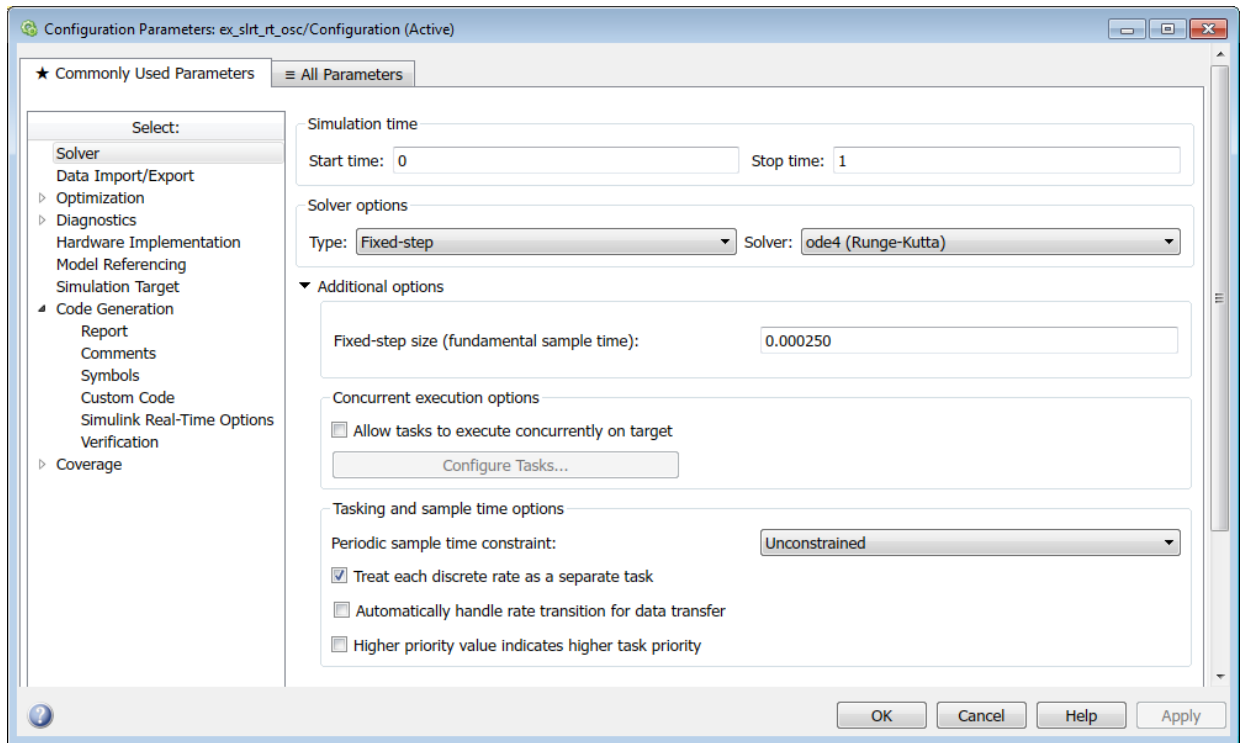 Configuration Parameters: ex_slrt_rt_osc/Configuration (Active)
★ Commonly Used Parameters
≡ All Parameters
Select:
Solver
Data Import/Export
Optimization
Diagnostics
Hardware Implementation
Model Referencing
Simulation Target
Code Generation
Report
Comments
Symbols
Custom Code
Simulink Real-Time Options
Verification
Coverage
Simulation time
Start time: 0 Stop time: 1
Solver options
Type: Fixed-step Solver: ode4 (Runge-Kutta)
Additional options
Fixed-step size (fundamental sample time): 0.000250
Concurrent execution options
Allow tasks to execute concurrently on target
Configure Tasks...
Tasking and sample time options
Periodic sample time constraint: Unconstrained
Treat each discrete rate as a separate task
Automatically handle rate transition for data transfer
Higher priority value indicates higher task priority
? OK Cancel Help Apply